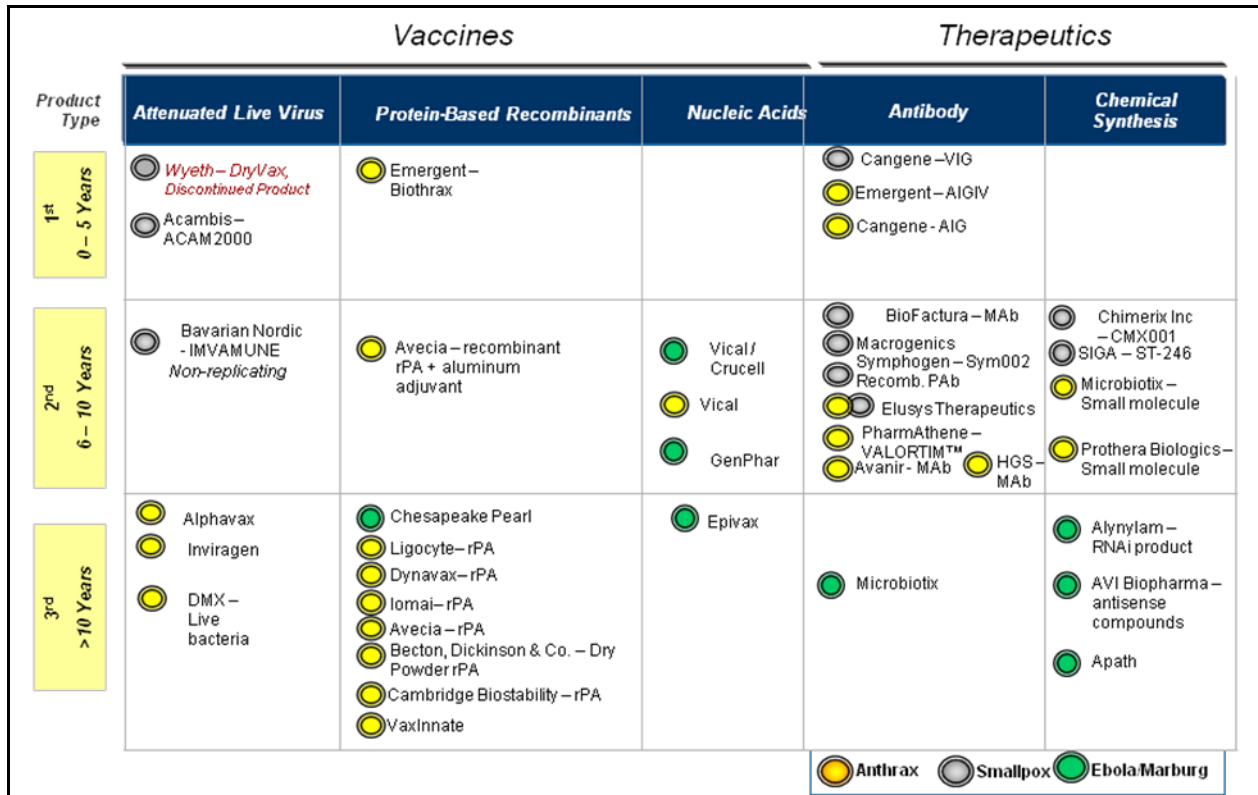 Vaccines
Therapeutics
Product
Type
Attenuated Live Virus
Protein-Based Recombinants
Nucleic Acids
Antibody
Chemical
Synthesis
1st
0 – 5 Years
Wyeth – DryVax,
Discontinued Product
Acambis –
ACAM2000
Emergent –
Biothrax
Cangene –VIG
Emergent – AIGIV
Cangene - AIG
2nd
6 – 10 Years
Bavarian Nordic
- IMVAMUNE
Non-replicating
Avecia – recombinant
rPA + aluminum
adjuvant
Vical /
Crucell
Vical
GenPhar
BioFactura – MAb
Macrogenics
Symphogen – Sym002
Recomb. PAb
Elusys Therapeutics
PharmAthene –
VALORTIM™
Avanir- MAb
HGS –
MAb
Chimerix Inc
– CMX001
SIGA – ST-246
Microbiotix –
Small molecule
Prothera Biologics –
Small molecule
3rd
>10 Years
Alphavax
Inviragen
DMX –
Live
bacteria
Chesapeake Pearl
Ligocyte – rPA
Dynavax – rPA
Iomai – rPA
Avecia – rPA
Becton, Dickinson & Co. – Dry
Powder rPA
Cambridge Biostability – rPA
VaxInnate
Epivax
Microbiotix
Alynylam –
RNAi product
AVI Biopharma –
antisense
compounds
Apath
Anthrax
Smallpox
Ebola/Marburg